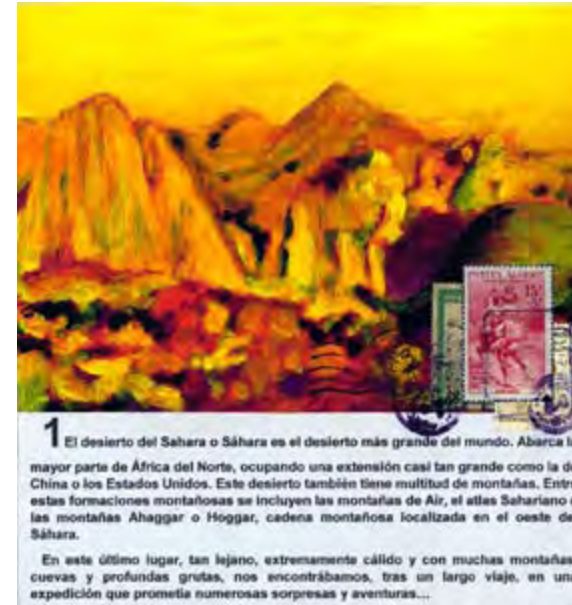 1 El desierto del Sahara o Sáhara es el desierto más grande del mundo. Abarca
mayor parte de África del Norte, ocupando una extensión casi tan grande como la
China o los Estados Unidos. Este desierto también tiene multitud de montañas.
estas formaciones montañosas se incluyen las montañas de Air, el atlas Sahariano
las montañas Ahaggar o Hoggar, cadena montañosa localizada en el oeste
Sáhara.
En este último lugar, tan lejano, extremamente cálido y con muchas montañas
cuevas y profundas grutas, nos encontrábamos, tras un largo viaje, en
expedición que prometía numerosas sorpresas y aventuras...